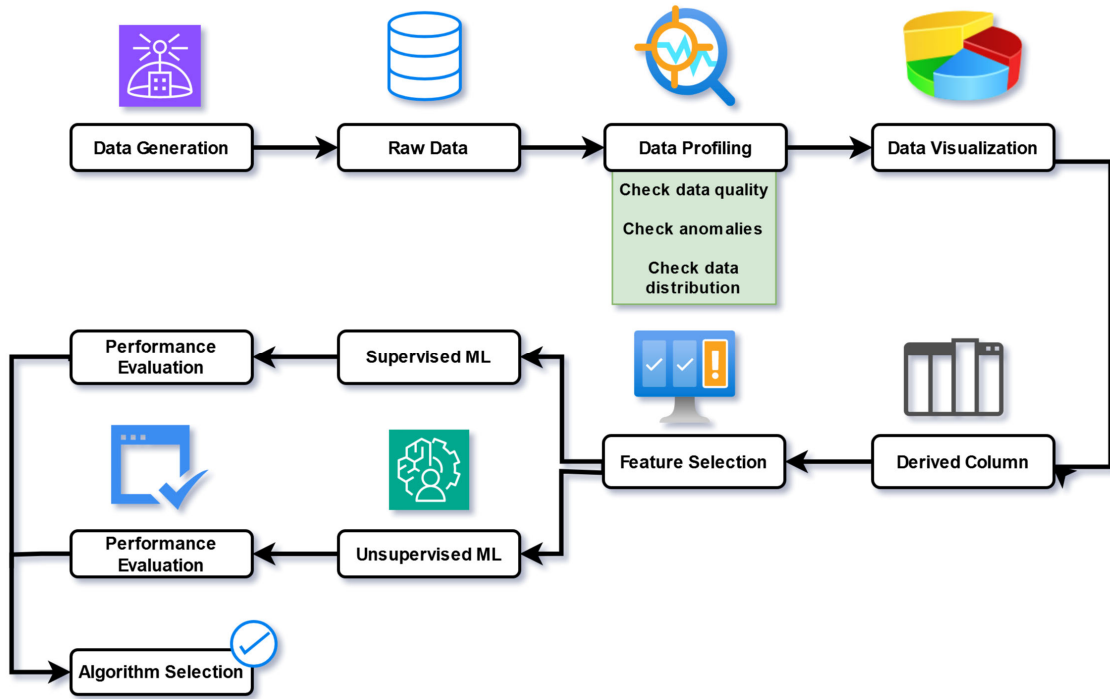 Data Generation
Raw Data
Data Profiling
Data Visualization
Check data quality
Check anomalies
Check data
distribution
Performance
Evaluation
Supervised ML
Feature Selection
Derived Column
Performance
Evaluation
Unsupervised ML
Algorithm Selection